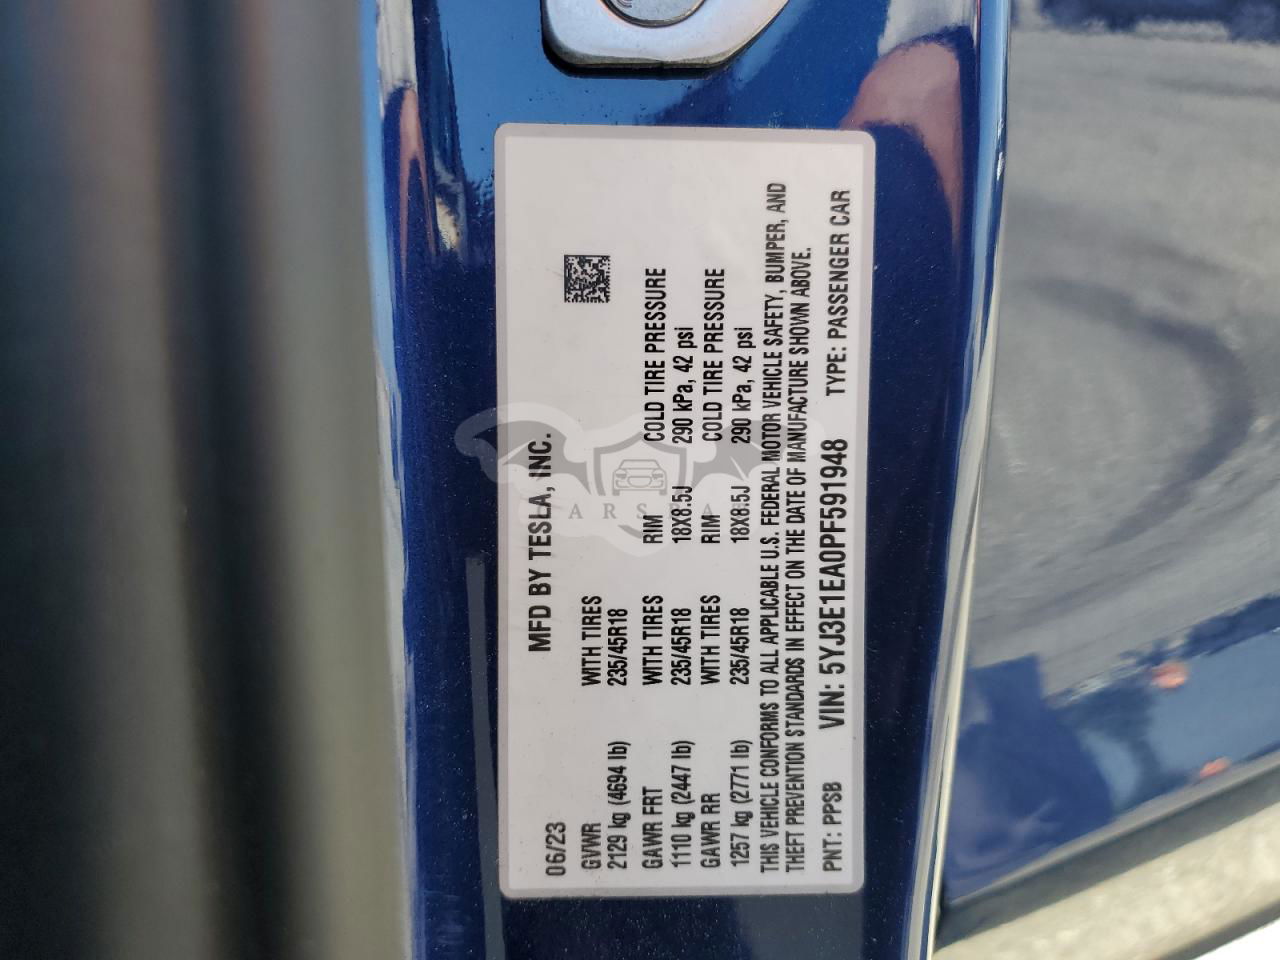 MFD BY TESLA, INC.
06/23
GVWR WITH TIRES
2129 kg (4694 lb) 235/45R18
GAWR FRT WITH TIRES RIM COLD TIRE PRESSURE
1110 kg (2447 lb) 235/45R18 18X8.5J 290 kPa, 42 psi
GAWR RR WITH TIRES RIM COLD TIRE PRESSURE
1257 kg (2771 lb) 235/45R18 18X8.5J 290 kPa, 42 psi
THIS VEHICLE CONFORMS TO ALL APPLICABLE U.S. FEDERAL MOTOR VEHICLE SAFETY, BUMPER, AND
THEFT PREVENTION STANDARDS IN EFFECT ON THE DATE OF MANUFACTURE SHOWN ABOVE.
PNT: PPSB VIN: 5YJ3E1EA0PF591948 TYPE: PASSENGER CAR